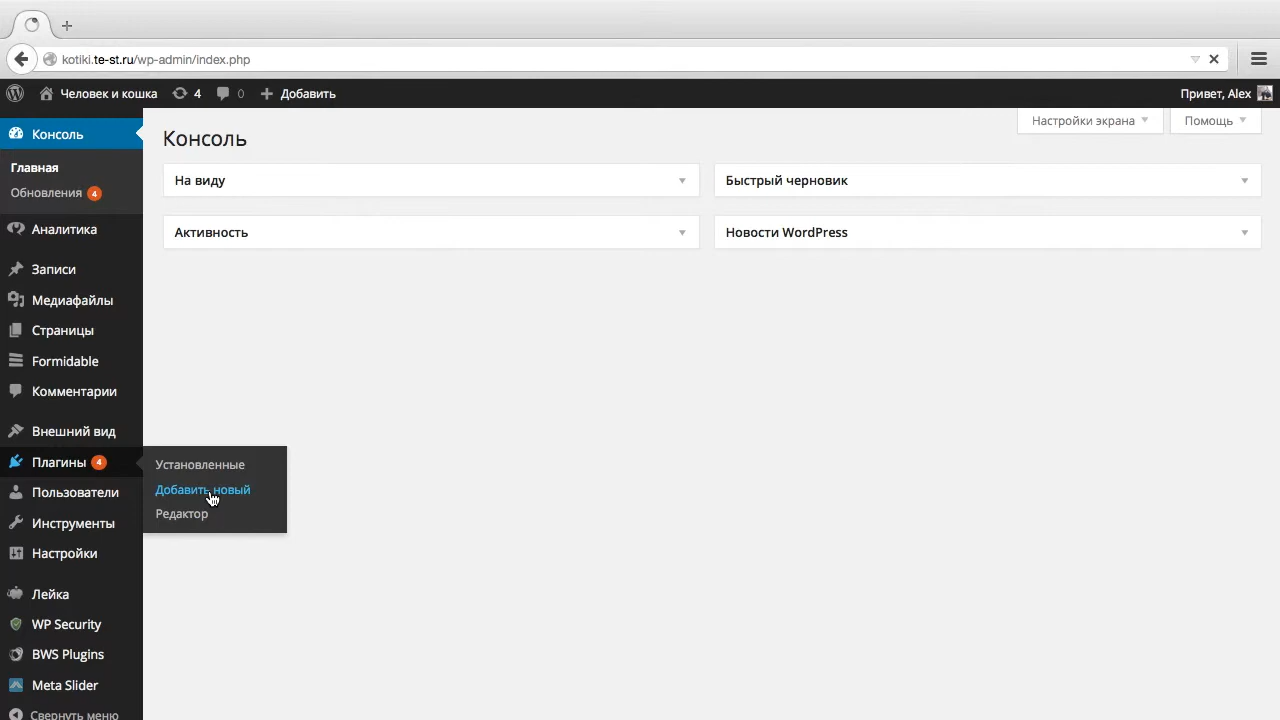 kotiki.te-st.ru/wp-admin/index.php
Человек и кошка 4 0 Добавить Привет, Alex
Настройки экрана Помощь
Консоль
Главная
Обновления 4
Аналитика
Записи
Медиафайлы
Страницы
Formidable
Комментарии
Внешний вид
Плагины 4
Пользователи
Инструменты
Настройки
Лейка
WP Security
BWS Plugins
Meta Slider
Свернуть меню
Установленные
Добавить новый
Редактор
Консоль
На виду
Быстрый черновик
Активность
Новости WordPress